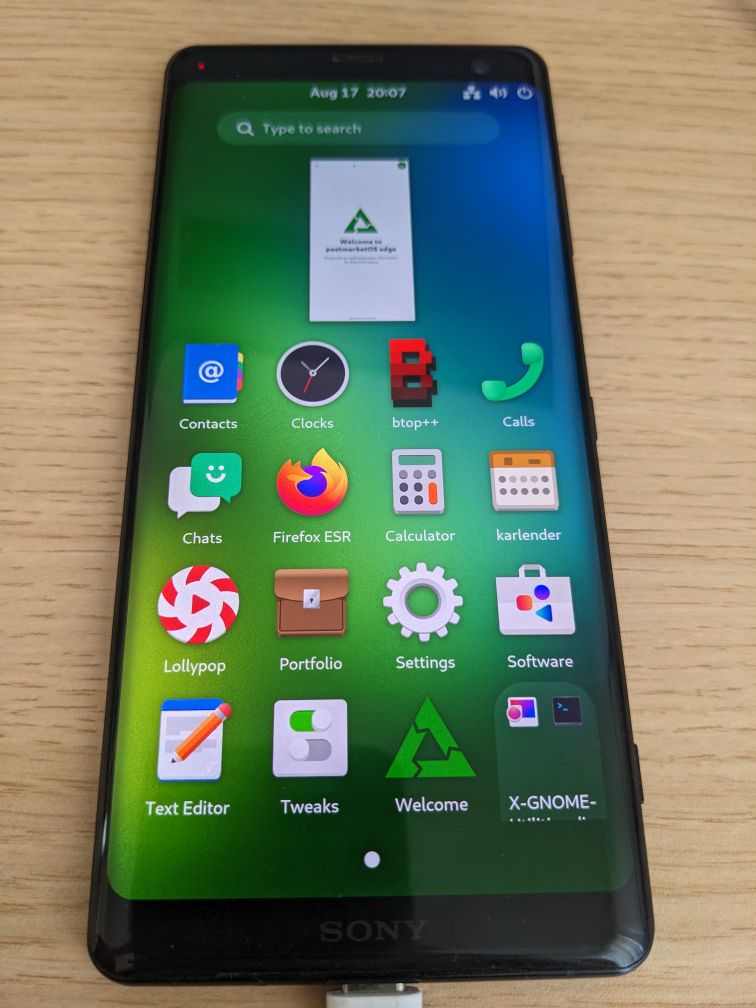 Aug 17 20:07
Type to search
Welcome to
postmarketOS edge
@
Contacts
Clocks
B
btop++
Calls
Chats
Firefox ESR
Calculator
karlender
Lollypop
Portfolio
Settings
Software
>_
Text Editor
Tweaks
Welcome
X-GNOME-
SONY